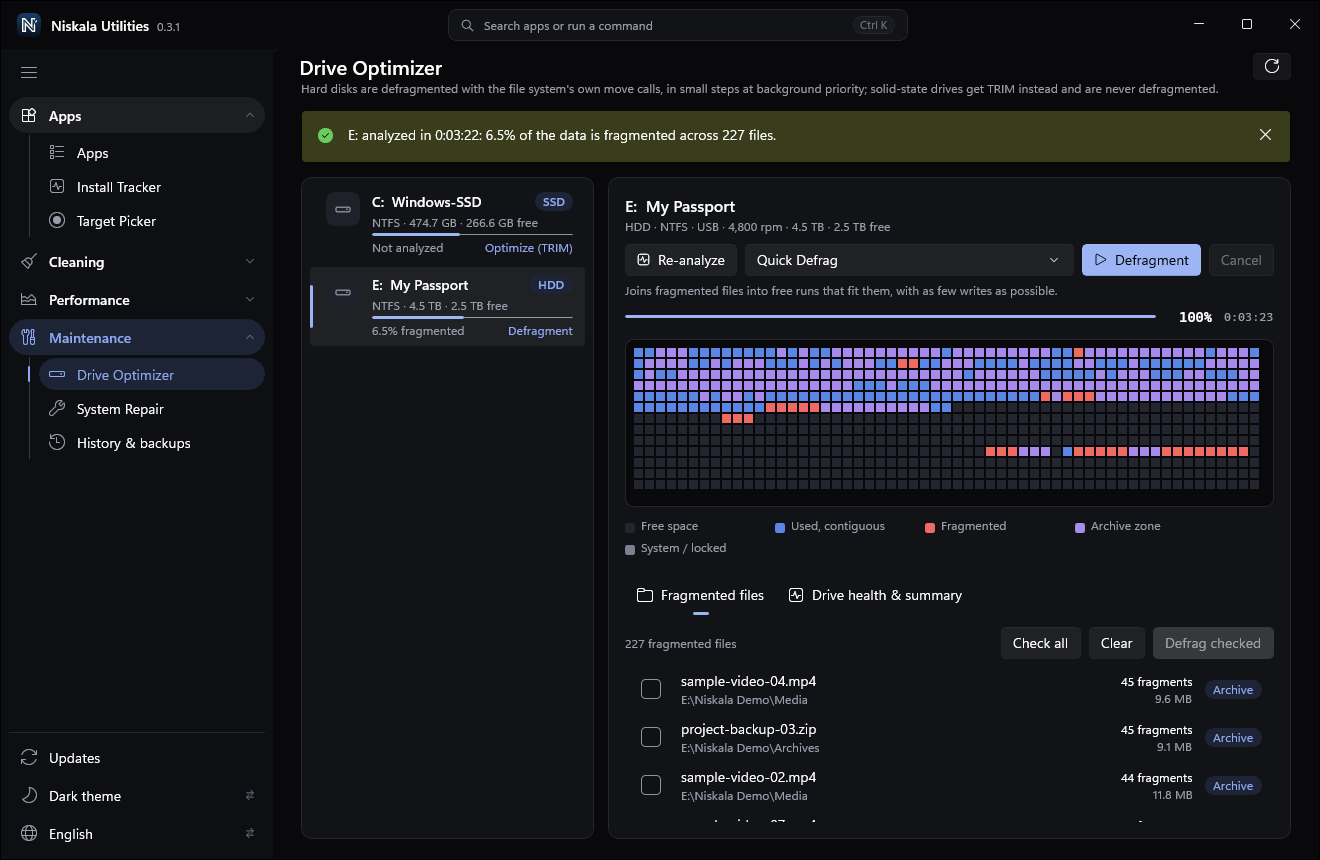 Niskala Utilities 0.3.1
Search apps or run a command Ctrl K
Apps
Apps
Install Tracker
Target Picker
Cleaning
Performance
Maintenance
Drive Optimizer
System Repair
History & backups
Updates
Dark theme
English
Drive Optimizer
Hard disks are defragmented with the file system's own move calls, in small steps at background priority; solid-state drives get TRIM instead and are never defragmented.
E: analyzed in 0:03:22: 6.5% of the data is fragmented across 227 files.
C: Windows-SSD SSD
NTFS · 474.7 GB · 266.6 GB free
Not analyzed Optimize (TRIM)
E: My Passport HDD
NTFS · 4.5 TB · 2.5 TB free
6.5% fragmented Defragment
E: My Passport
HDD · NTFS · USB · 4,800 rpm · 4.5 TB · 2.5 TB free
Re-analyze Quick Defrag Defragment Cancel
Joins fragmented files into free runs that fit them, with as few writes as possible.
100% 0:03:23
Free space Used, contiguous Fragmented Archive zone
System / locked
Fragmented files Drive health & summary
227 fragmented files Check all Clear Defrag checked
sample-video-04.mp4 45 fragments
E:\Niskala Demo\Media 9.6 MB Archive
project-backup-03.zip 45 fragments
E:\Niskala Demo\Archives 9.1 MB Archive
sample-video-02.mp4 44 fragments
E:\Niskala Demo\Media 11.8 MB Archive